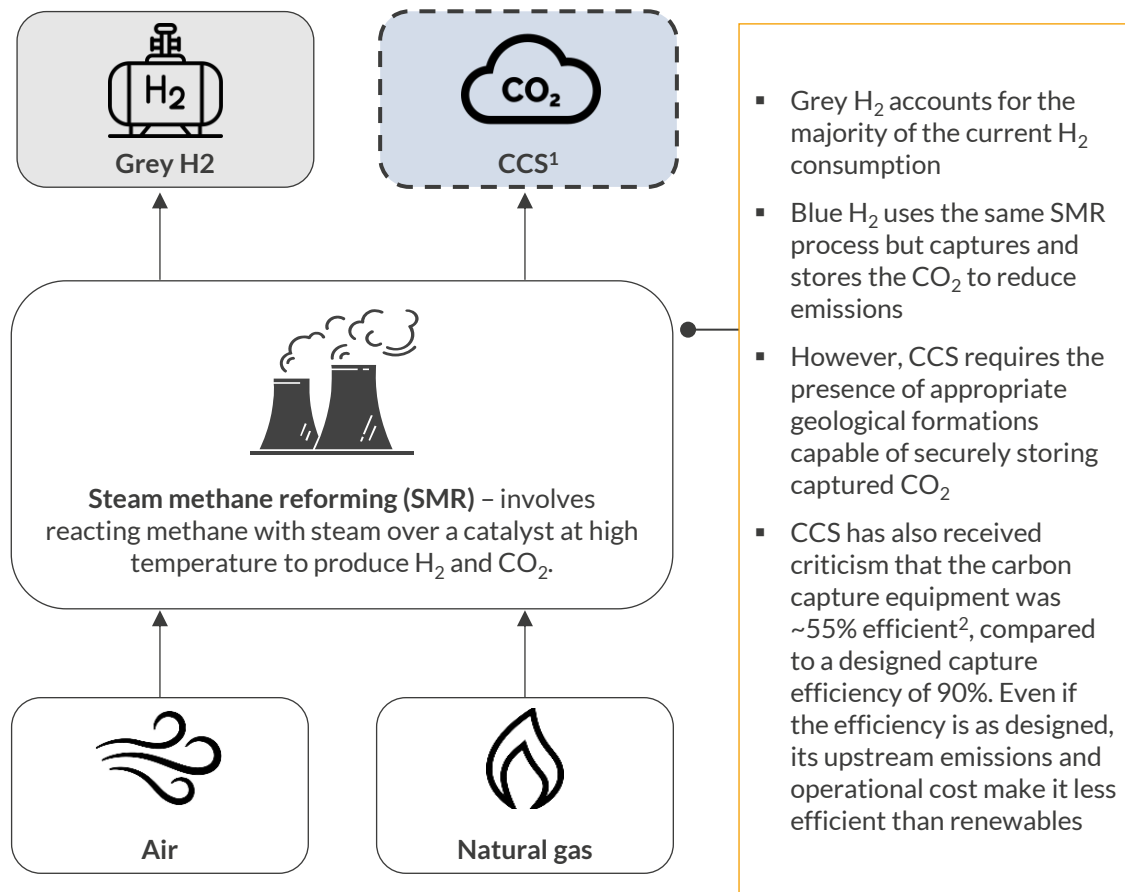 H2
Grey H2
CO₂
CCS¹
Steam methane reforming (SMR) – involves
reacting methane with steam over a catalyst at high
temperature to produce H₂ and CO₂.
Air
Natural gas
▪ Grey H₂ accounts for the
majority of the current H₂
consumption
▪ Blue H₂ uses the same SMR
process but captures and
stores the CO₂ to reduce
emissions
▪ However, CCS requires the
presence of appropriate
geological formations
capable of securely storing
captured CO₂
▪ CCS has also received
criticism that the carbon
capture equipment was
~55% efficient², compared
to a designed capture
efficiency of 90%. Even if
the efficiency is as designed,
its upstream emissions and
operational cost make it less
efficient than renewables